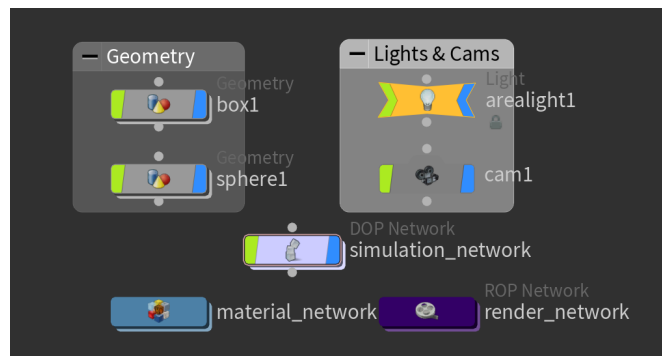 Geometry
Geometry
box1
Geometry
sphere1
Lights & Cams
Light
arealight1
cam1
DOP Network
simulation_network
material_network
ROP Network
render_network